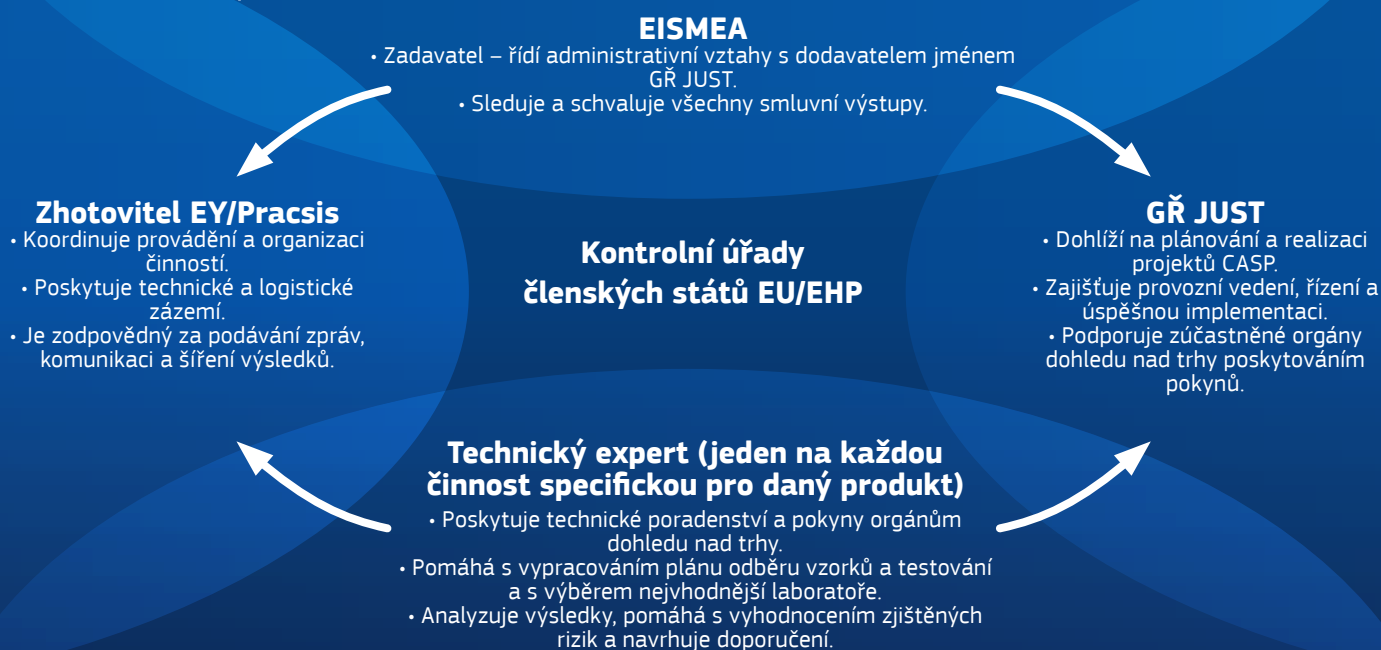 EISMEA
• Zadavatel – řídí administrativní vztahy s dodavatelem jménem
GŘ JUST.
• Sleduje a schvaluje všechny smluvní výstupy.
Zhotovitel EY/Pracsis
• Koordinuje provádění a organizaci
činností.
• Poskytuje technické a logistické
zázemí.
• Je zodpovědný za podávání zpráv,
komunikaci a šíření výsledků.
Kontrolní úřady
členských států EU/EHP
GŘ JUST
• Dohlíží na plánování a realizaci
projektů CASP.
• Zajišťuje provozní vedení, řízení a
úspěšnou implementaci.
• Podporuje zúčastněné orgány
dohledu nad trhy poskytováním
pokynů.
Technický expert (jeden na každou
činnost specifickou pro daný produkt)
• Poskytuje technické poradenství a pokyny orgánům
dohledu nad trhy.
• Pomáhá s vypracováním plánu odběru vzorků a testování
a s výběrem nejvhodnější laboratoře.
• Analyzuje výsledky, pomáhá s vyhodnocením zjištěných
rizik a navrhuje doporučení.